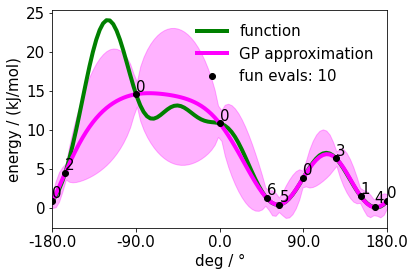 25
20
15
10
5
0
energy / (kJ/mol)
function
GP approximation
fun evals: 10
0
2
0
0
6
5
0
3
1
4
0
-180.0 -90.0 0.0 90.0 180.0
deg / °